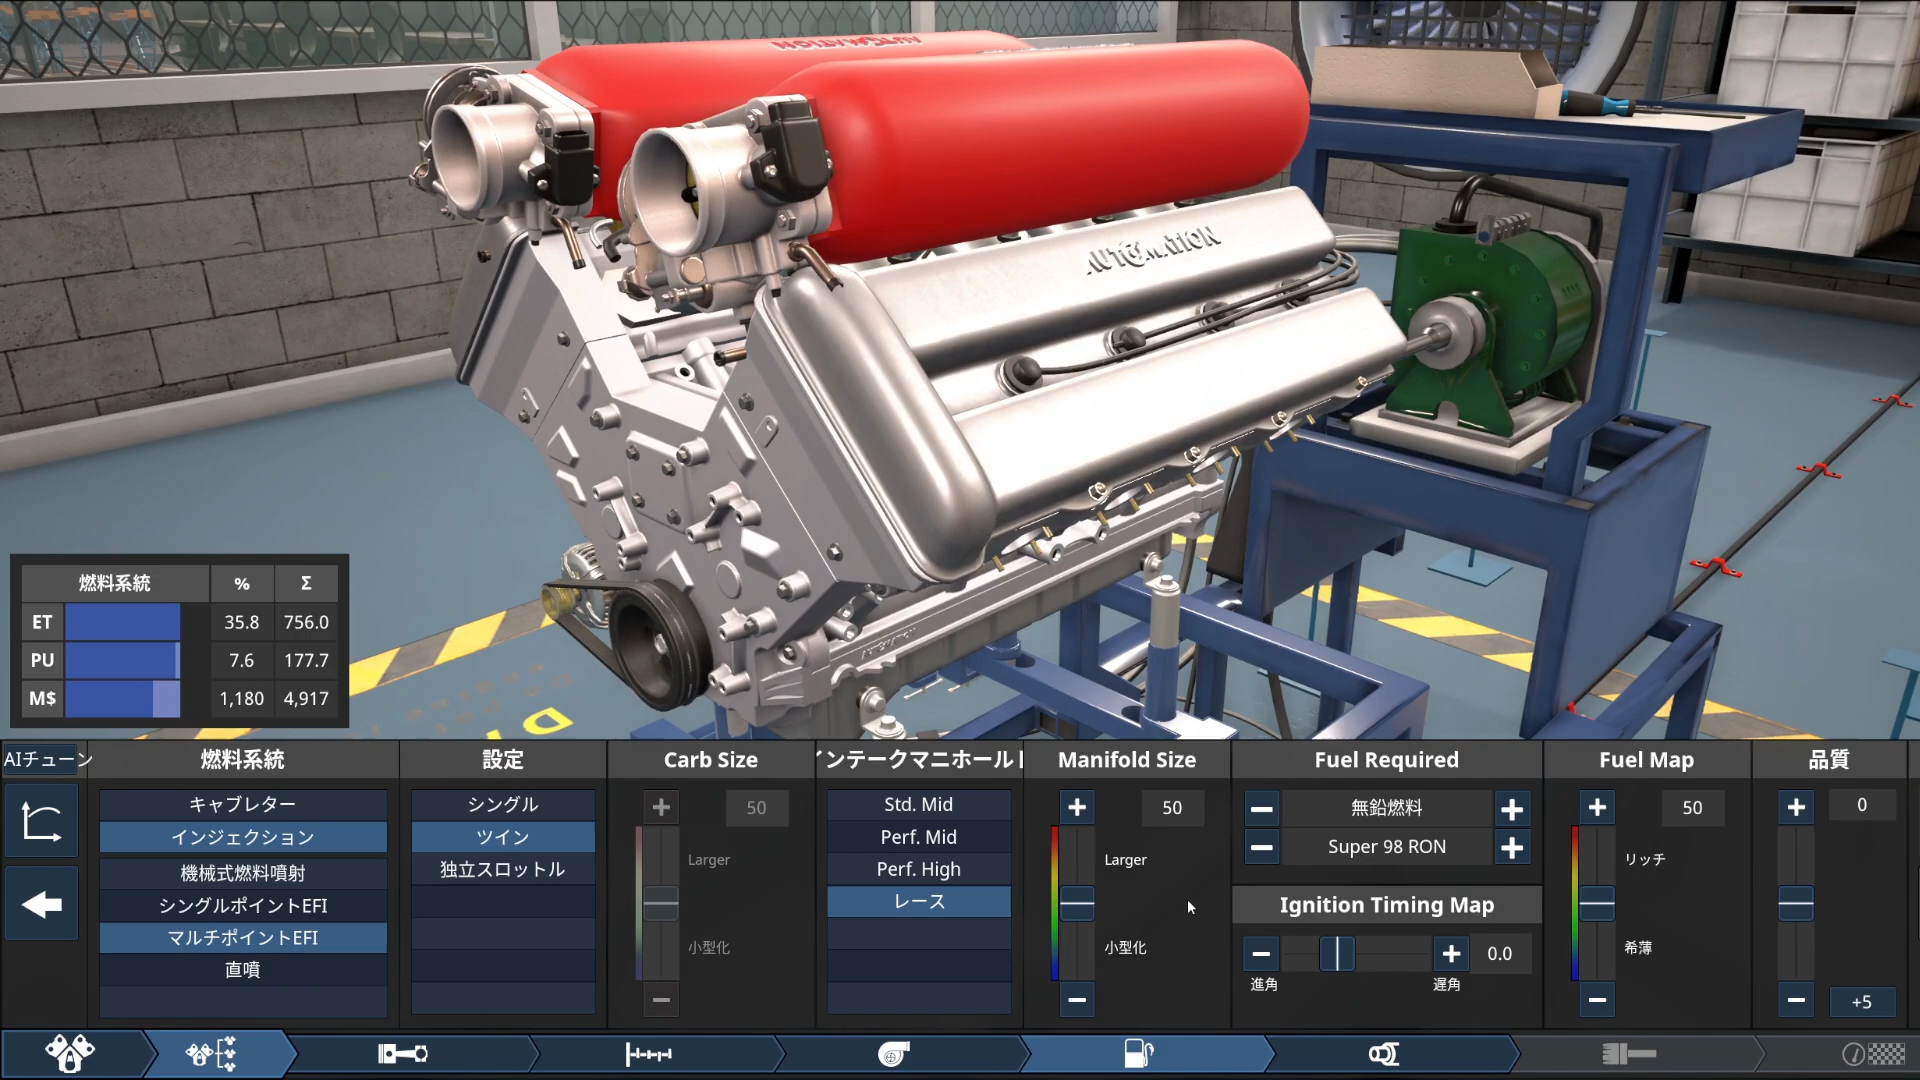 AUTOMATION
AUTOMATION
燃料系統 % Σ
ET 35.8 756.0
PU 7.6 177.7
M$ 1,180 4,917
AIチューン
燃料系統
キャブレター
インジェクション
機械式燃料噴射
シングルポイントEFI
マルチポイントEFI
直噴
設定
シングル
ツイン
独立スロットル
Carb Size
50
Larger
小型化
インテークマニホールド
Std. Mid
Perf. Mid
Perf. High
レース
Manifold Size
50
Larger
小型化
Fuel Required
無鉛燃料
Super 98 RON
Ignition Timing Map
0.0
進角 遅角
Fuel Map
50
リッチ
希薄
品質
0
+5